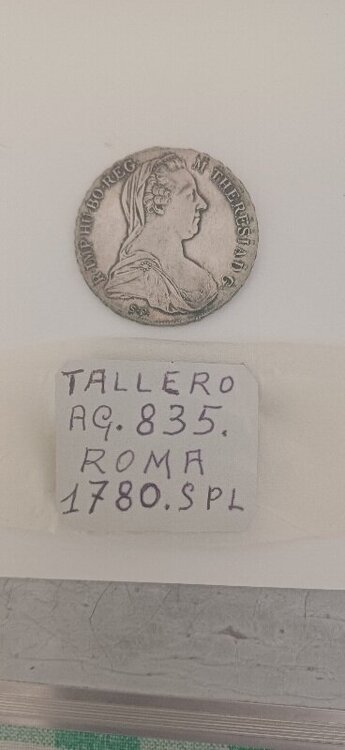 R·IMP·HU·BO·REG· M·THERESIA·D·G·
S.F.
TALLERO
AG. 835.
ROMA
1780. SPL